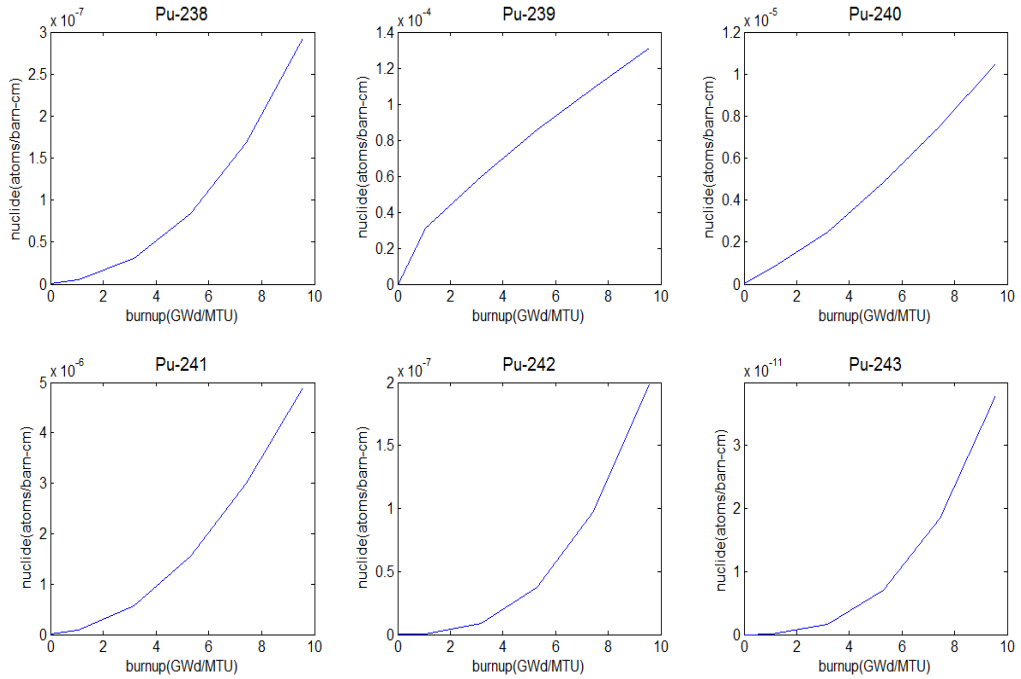 Pu-238
x 10^-7
3
2.5
2
1.5
1
0.5
0
0 2 4 6 8 10
nuclide(atoms/barn-cm)
burnup(GWd/MTU)
Pu-239
x 10^-4
1.4
1.2
1
0.8
0.6
0.4
0.2
0
0 2 4 6 8 10
nuclide(atoms/barn-cm)
burnup(GWd/MTU)
Pu-240
x 10^-5
1.2
1
0.8
0.6
0.4
0.2
0
0 2 4 6 8 10
nuclide(atoms/barn-cm)
burnup(GWd/MTU)
Pu-241
x 10^-6
5
4
3
2
1
0
0 2 4 6 8 10
nuclide(atoms/barn-cm)
burnup(GWd/MTU)
Pu-242
x 10^-7
2
1.5
1
0.5
0
0 2 4 6 8 10
nuclide(atoms/barn-cm)
burnup(GWd/MTU)
Pu-243
x 10^-11
3
2
1
0
0 2 4 6 8 10
nuclide(atoms/barn-cm)
burnup(GWd/MTU)